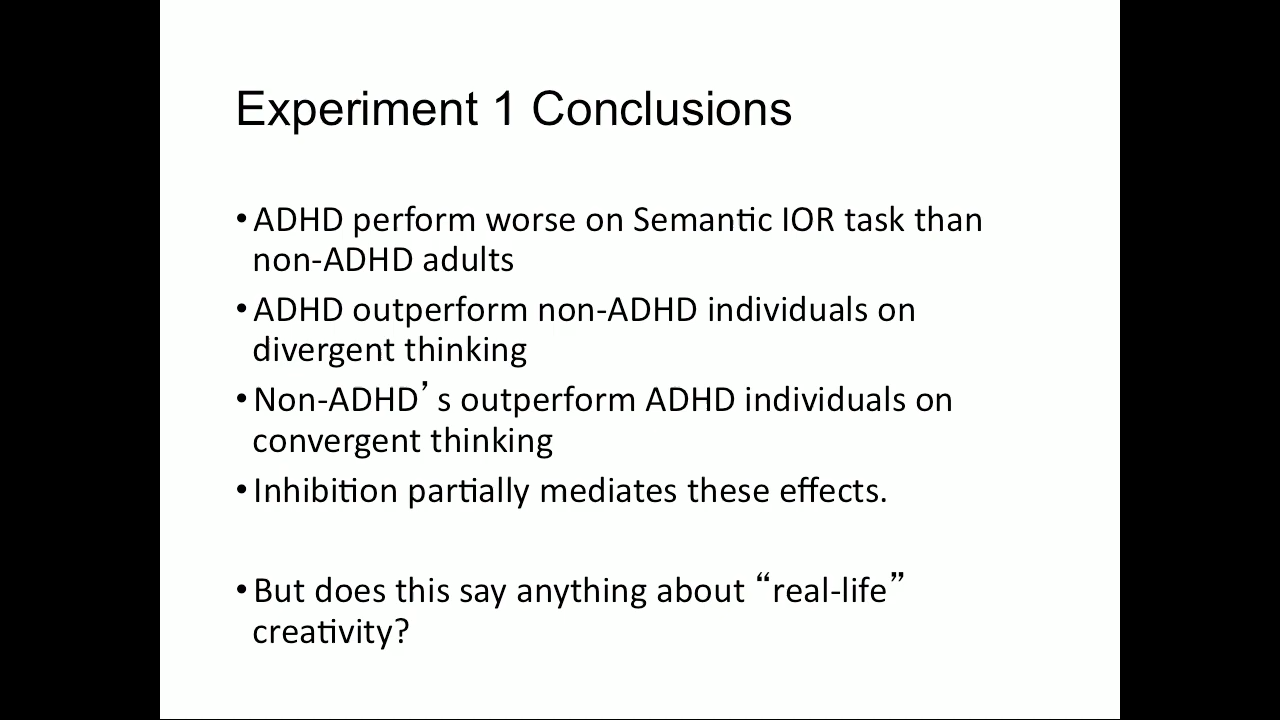 Experiment 1 Conclusions
•ADHD perform worse on Semantic IOR task than
non-ADHD adults
•ADHD outperform non-ADHD individuals on
divergent thinking
•Non-ADHD’s outperform ADHD individuals on
convergent thinking
•Inhibition partially mediates these effects.
•But does this say anything about “real-life”
creativity?